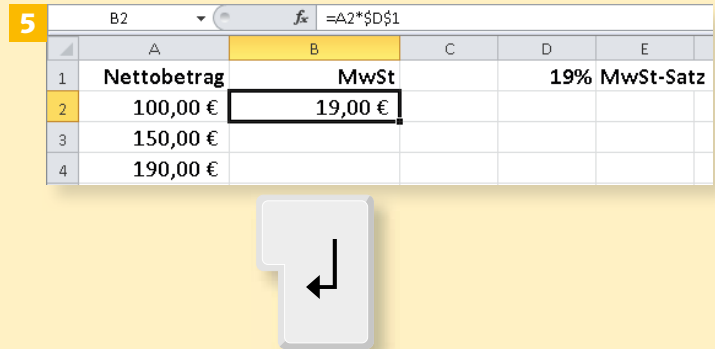 5
B2 fx =A2*$D$1
A B C D E
1 Nettobetrag MwSt 19% MwSt-Satz
2 100,00 € 19,00 €
3 150,00 €
4 190,00 €